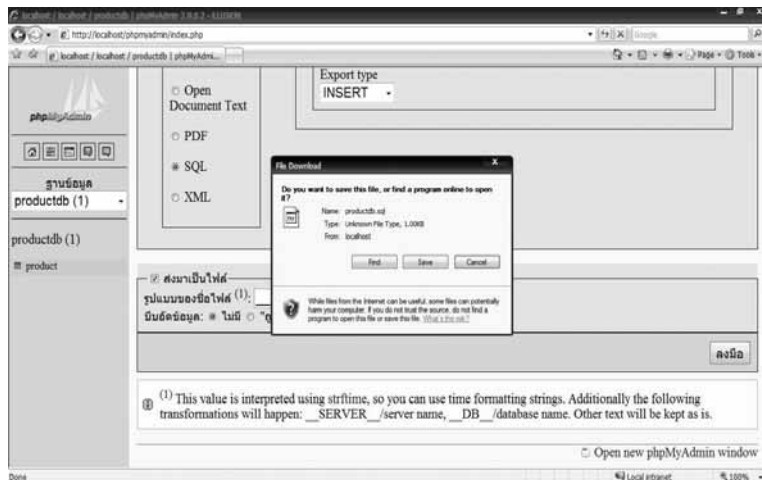 localhost / localhost / productdb | phpMyAdmin 2.9.0.2 - ILLUSION
http://localhost/phpmyadmin/index.php
Google
localhost / localhost / productdb | phpMyAdmi...
Page
Tools
phpMyAdmin
ฐานข้อมูล
productdb (1)
productdb (1)
product
Open
Document Text
PDF
SQL
XML
Export type
INSERT
File Download
X
Do you want to save this file, or find a program online to open
it?
Name: productdb.sql
Type: Unknown File Type, 1.00KB
From: localhost
Find
Save
Cancel
While files from the Internet can be useful, some files can potentially
harm your computer. If you do not trust the source, do not find a
program to open this file or save this file. What's the risk?
ส่งมาเป็นไฟล์
รูปแบบของชื่อไฟล์ (1):
บีบอัดข้อมูล: ไม่มี
ลงมือ
(1) This value is interpreted using strftime, so you can use time formatting strings. Additionally the following
transformations will happen: __SERVER__/server name, __DB__/database name. Other text will be kept as is.
Open new phpMyAdmin window
Done
Local intranet
100%